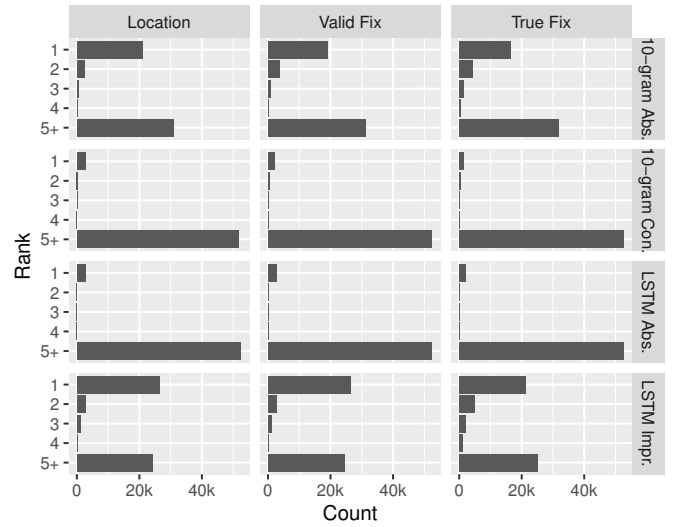 Location Valid Fix True Fix
1
2
3
4
5+
10−gram Abs.
1
2
3
4
5+
10−gram Con.
1
2
3
4
5+
LSTM Abs.
1
2
3
4
5+
LSTM Impr.
Rank
0 20k 40k 0 20k 40k 0 20k 40k
Count